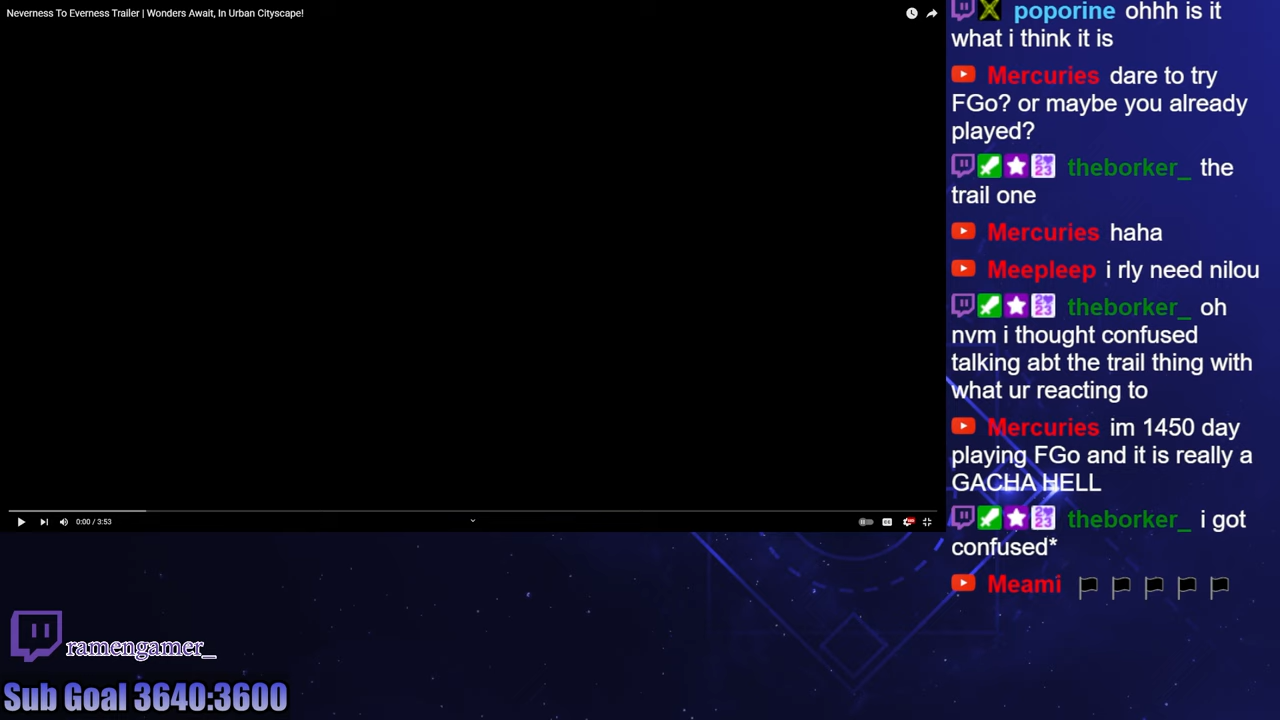 Neverness To Everness Trailer | Wonders Await, In Urban Cityscape!
0:00 / 3:53
poporine ohhh is it
what i think it is
Mercuries dare to try
FGo? or maybe you already
played?
theborker_ the
trail one
Mercuries haha
Meepleep i rly need nilou
theborker_ oh
nvm i thought confused
talking abt the trail thing with
what ur reacting to
Mercuries im 1450 day
playing FGo and it is really a
GACHA HELL
theborker_ i got
confused*
Meami
ramengamer_
Sub Goal 3640:3600